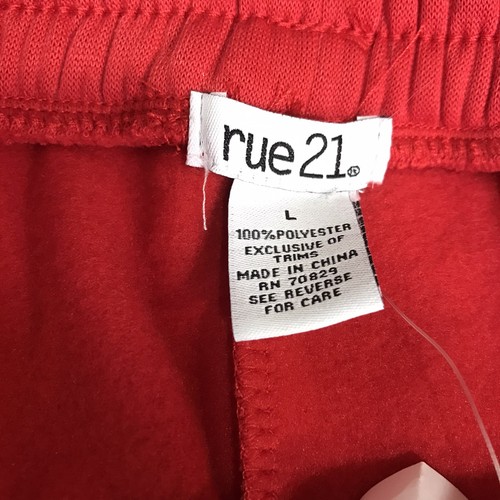 rue21®
L
100%POLYESTER
EXCLUSIVE OF
TRIMS
MADE IN CHINA
RN 70829
SEE REVERSE
FOR CARE